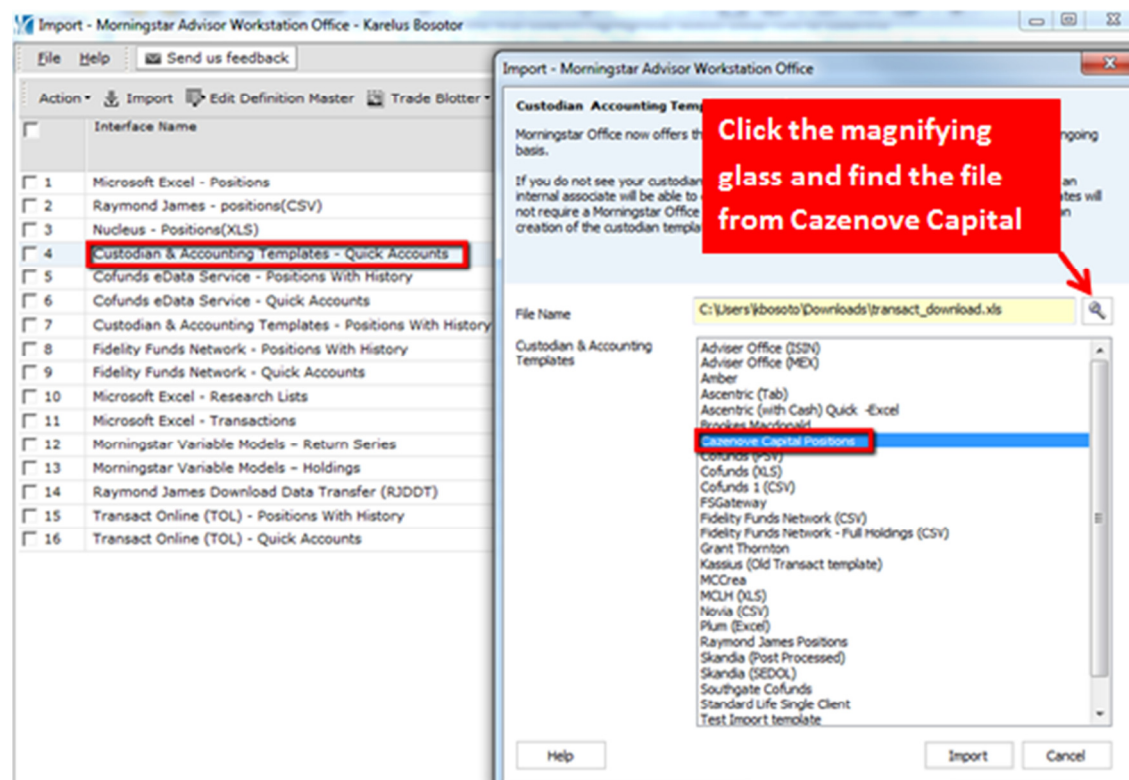 Import - Morningstar Advisor Workstation Office - Karelus Bosotor
File Help Send us feedback
Action Import Edit Definition Master Trade Blotter
Interface Name
1 Microsoft Excel - Positions
2 Raymond James - positions(CSV)
3 Nucleus - Positions(XLS)
4 Custodian & Accounting Templates - Quick Accounts
5 Cofunds eData Service - Positions With History
6 Cofunds eData Service - Quick Accounts
7 Custodian & Accounting Templates - Positions With History
8 Fidelity Funds Network - Positions With History
9 Fidelity Funds Network - Quick Accounts
10 Microsoft Excel - Research Lists
11 Microsoft Excel - Transactions
12 Morningstar Variable Models – Return Series
13 Morningstar Variable Models – Holdings
14 Raymond James Download Data Transfer (RJDDT)
15 Transact Online (TOL) - Positions With History
16 Transact Online (TOL) - Quick Accounts
Import - Morningstar Advisor Workstation Office
Custodian Accounting
Morningstar Office now offers ngoing
basis.
If you do not see your custodian an
internal associate will be able to tes will
not require a Morningstar Office on
creation of the custodian
Click the magnifying
glass and find the file
from Cazenove Capital
File Name C:\Users\kbosoto\Downloads\transact_download.xls
Custodian & Accounting
Templates
Adviser Office (ISIN)
Adviser Office (MEX)
Amber
Ascentric (Tab)
Ascentric (with Cash) Quick -Excel
Brookes Macdonald
Cazenove Capital Positions
Cofunds (PSV)
Cofunds (XLS)
Cofunds 1 (CSV)
FSGateway
Fidelity Funds Network (CSV)
Fidelity Funds Network - Full Holdings (CSV)
Grant Thornton
Kassius (Old Transact template)
MCCrea
MCLH (XLS)
Novia (CSV)
Plum (Excel)
Raymond James Positions
Skandia (Post Processed)
Skandia (SEDOL)
Southgate Cofunds
Standard Life Single Client
Test Import template
Help Import Cancel